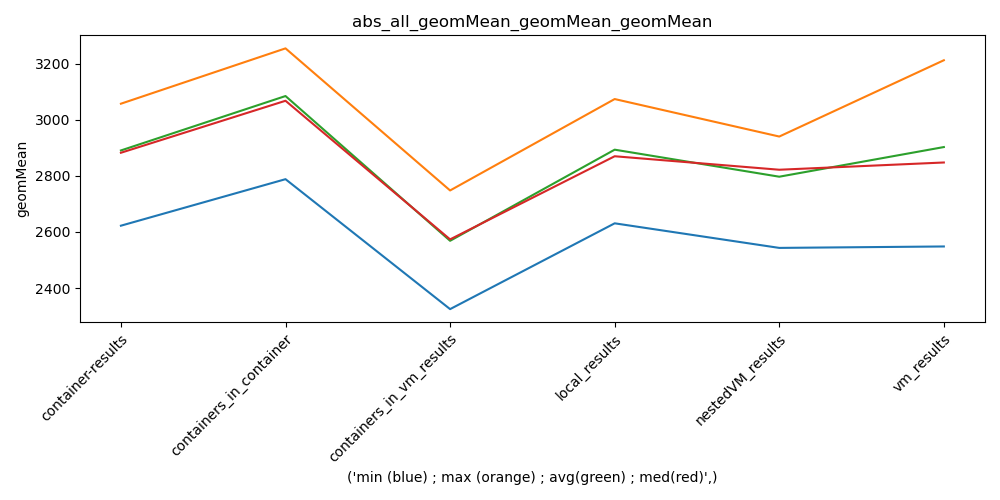 abs_all_geomMean_geomMean_geomMean
3200
3000
2800
2600
2400
geomMean
container-results
containers_in_container
containers_in_vm_results
local_results
nestedVM_results
vm_results
('min (blue) ; max (orange) ; avg(green) ; med(red)',)